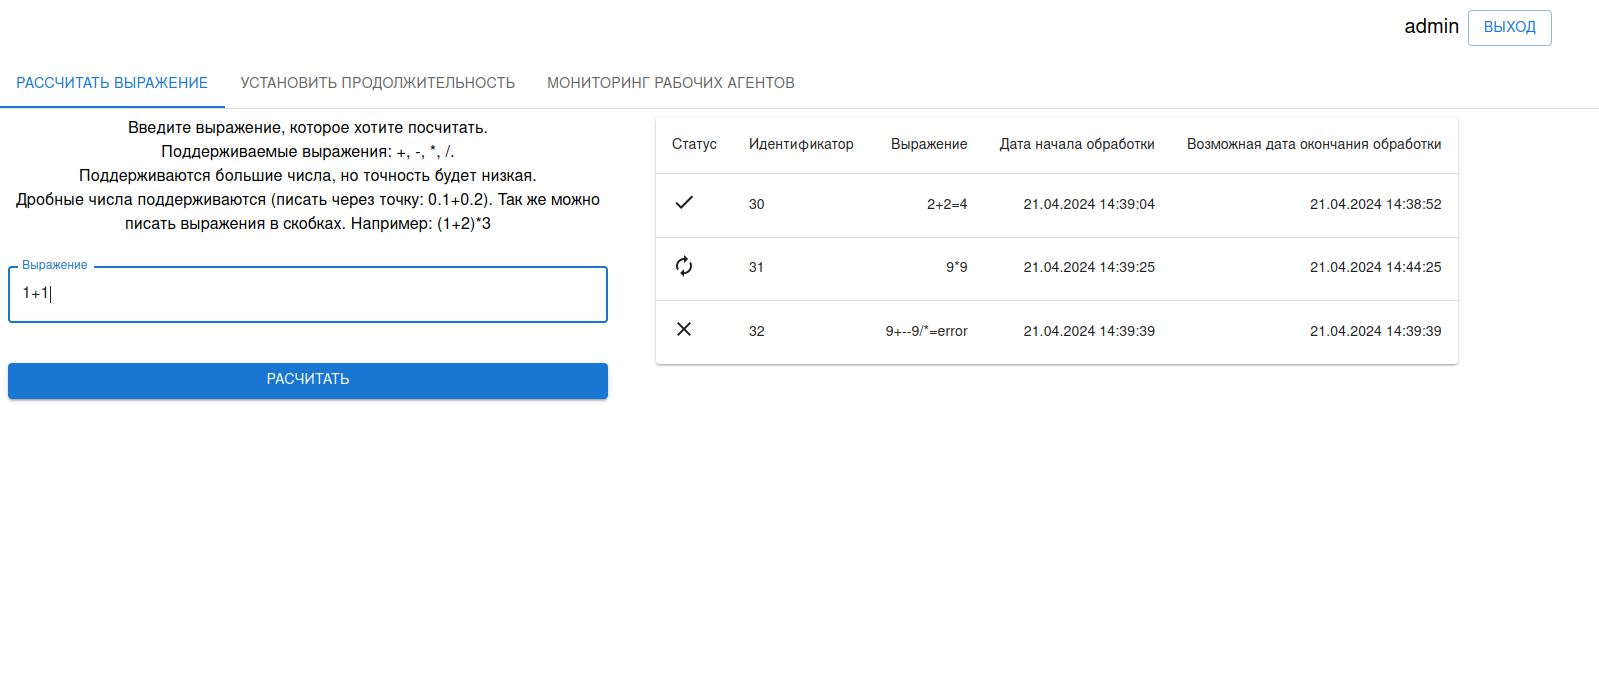 admin ВЫХОД
РАССЧИТАТЬ ВЫРАЖЕНИЕ УСТАНОВИТЬ ПРОДОЛЖИТЕЛЬНОСТЬ МОНИТОРИНГ РАБОЧИХ АГЕНТОВ
Введите выражение, которое хотите посчитать.
Поддерживаемые выражения: +, -, *, /.
Поддерживаются большие числа, но точность будет низкая.
Дробные числа поддерживаются (писать через точку: 0.1+0.2). Так же можно
писать выражения в скобках. Например: (1+2)*3
Выражение
1+1
РАСЧИТАТЬ
Статус Идентификатор Выражение Дата начала обработки Возможная дата окончания обработки
30 2+2=4 21.04.2024 14:39:04 21.04.2024 14:38:52
31 9*9 21.04.2024 14:39:25 21.04.2024 14:44:25
32 9+--9/*=error 21.04.2024 14:39:39 21.04.2024 14:39:39